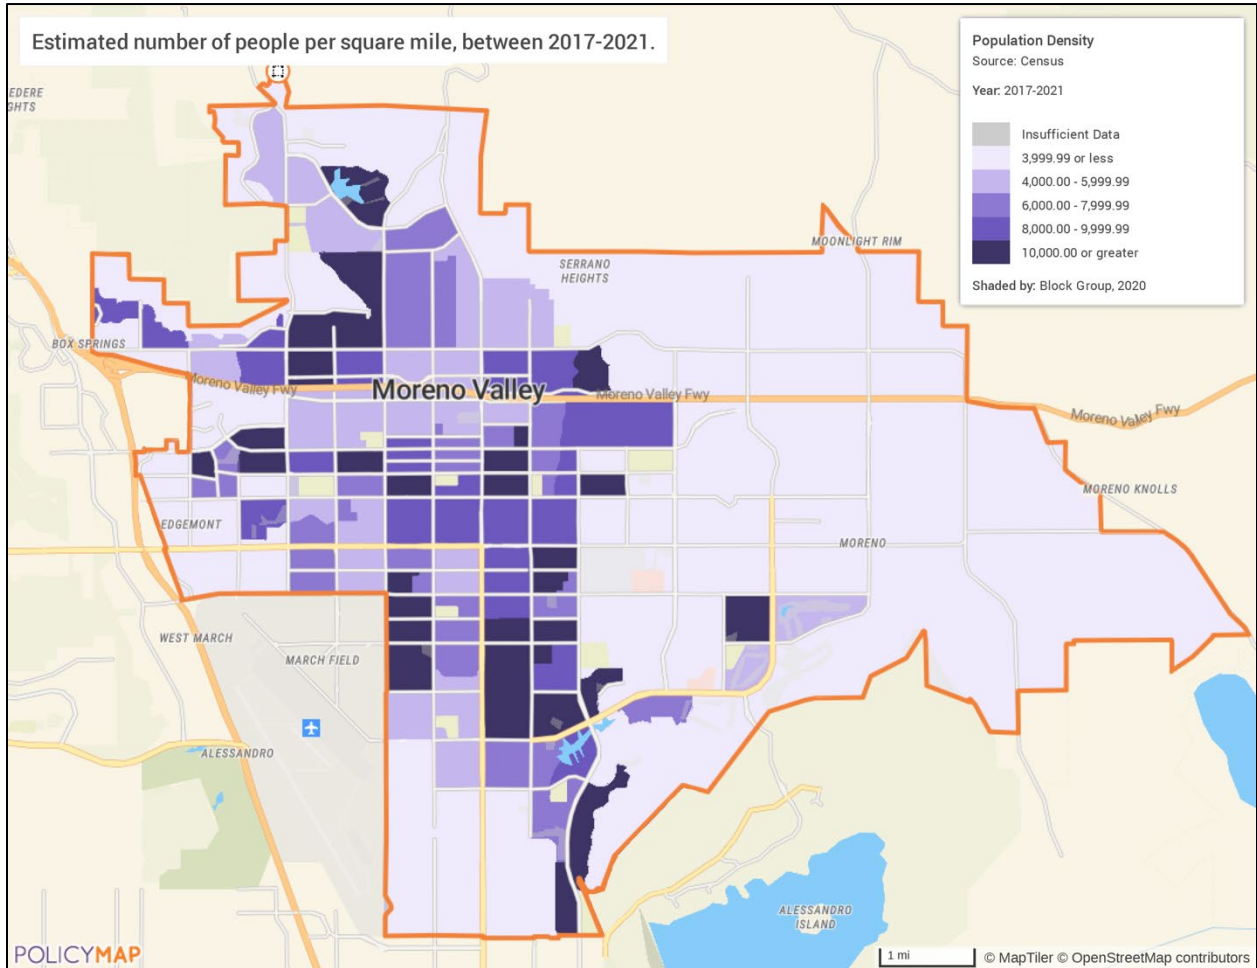 Estimated number of people per square mile, between 2017-2021.
Population Density
Source: Census
Year: 2017-2021
Insufficient Data
3,999.99 or less
4,000.00 - 5,999.99
6,000.00 - 7,999.99
8,000.00 - 9,999.99
10,000.00 or greater
Shaded by: Block Group, 2020
EDERE
GHTS
MOONLIGHT RIM
SERRANO
HEIGHTS
BOX SPRINGS
Moreno Valley Fwy
Moreno Valley
Moreno Valley Fwy
Moreno Valley Fwy
MORENO KNOLLS
EDGEMONT
MORENO
WEST MARCH
MARCH FIELD
ALESSANDRO
ALESSANDRO
ISLAND
POLICYMAP
1 mi
© MapTiler © OpenStreetMap contributors